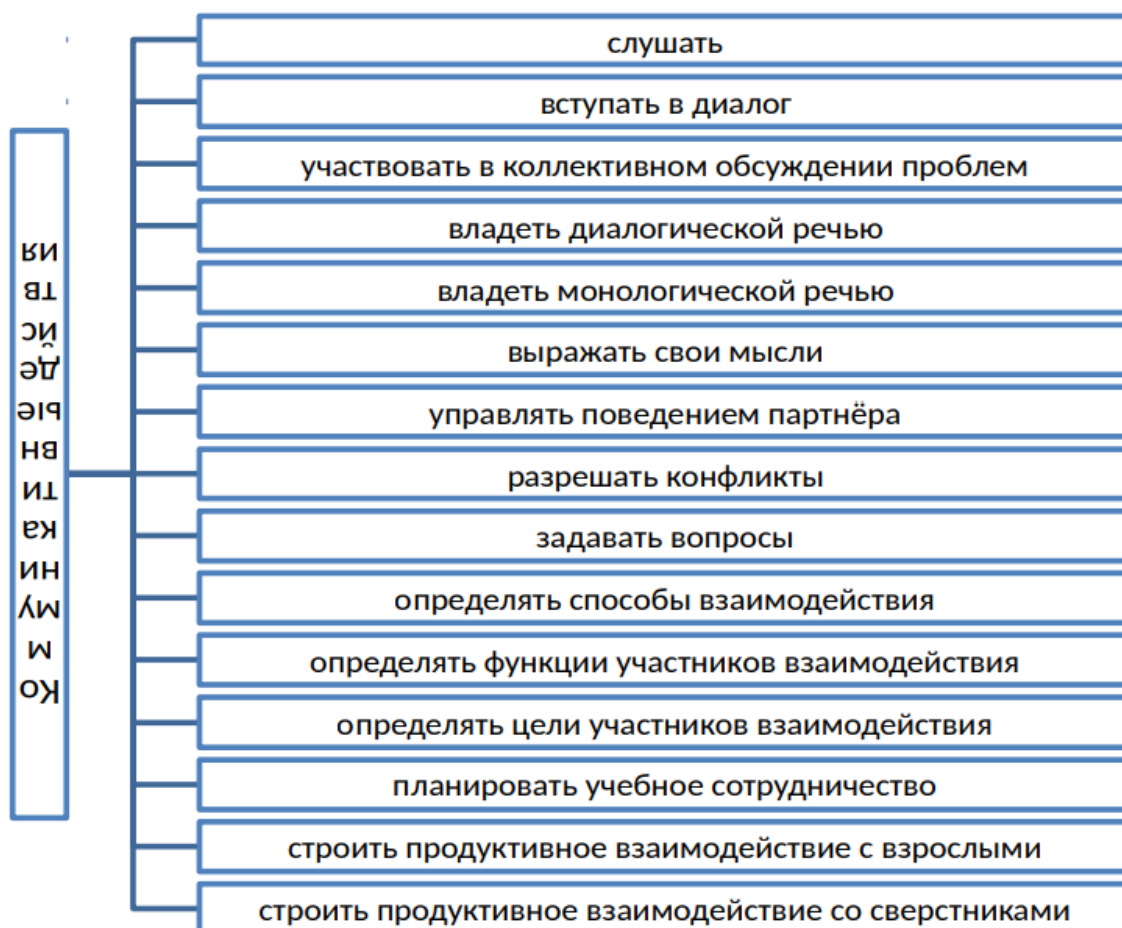 Ко
м
му
ни
ка
ти
вн
ые
де
йс
тв
ия
слушать
вступать в диалог
участвовать в коллективном обсуждении проблем
владеть диалогической речью
владеть монологической речью
выражать свои мысли
управлять поведением партнёра
разрешать конфликты
задавать вопросы
определять способы взаимодействия
определять функции участников взаимодействия
определять цели участников взаимодействия
планировать учебное сотрудничество
строить продуктивное взаимодействие с взрослыми
строить продуктивное взаимодействие со сверстниками